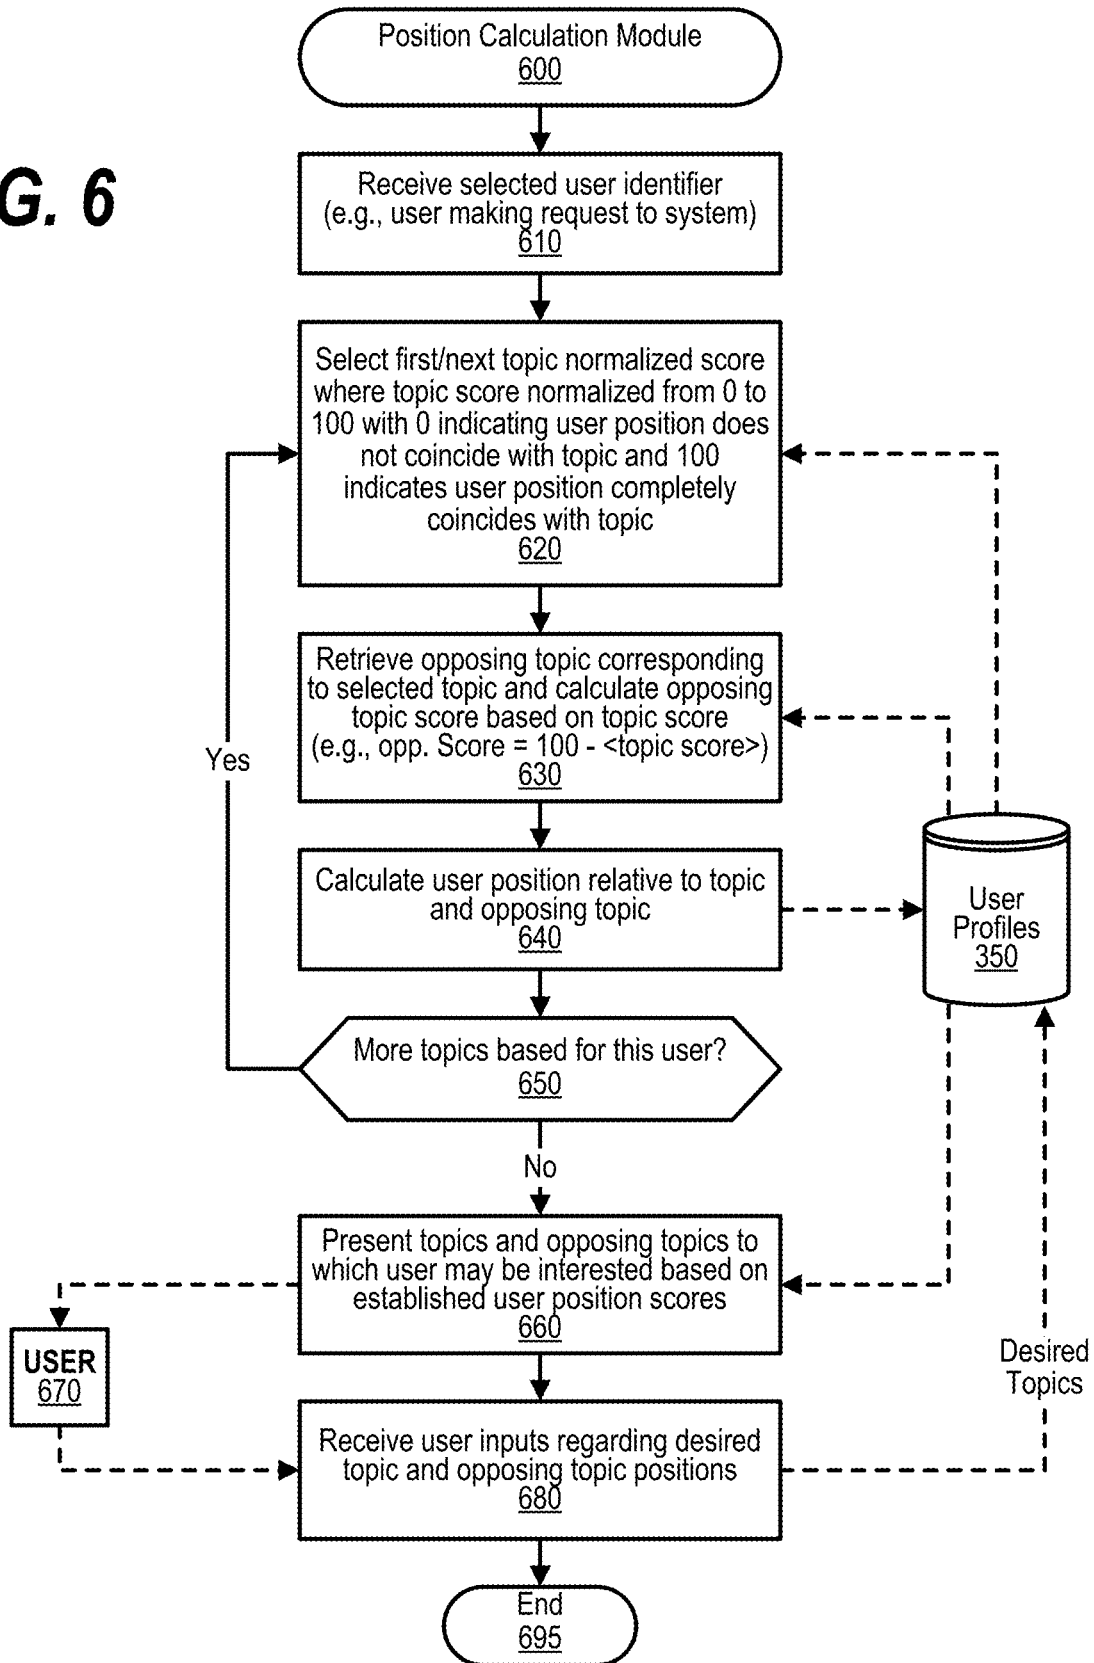 Position Calculation Module
600
G. 6
Receive selected user identifier
(e.g., user making request to system)
610
Select first/next topic normalized score
where topic score normalized from 0 to
100 with 0 indicating user position does
not coincide with topic and 100
indicates user position completely
coincides with topic
620
Retrieve opposing topic corresponding
to selected topic and calculate opposing
topic score based on topic score
(e.g., opp. Score = 100 - <topic score>)
630
Yes
Calculate user position relative to topic
and opposing topic
640
User
Profiles
350
More topics based for this user?
650
No
Present topics and opposing topics to
which user may be interested based on
established user position scores
660
USER
670
Desired
Topics
Receive user inputs regarding desired
topic and opposing topic positions
680
End
695